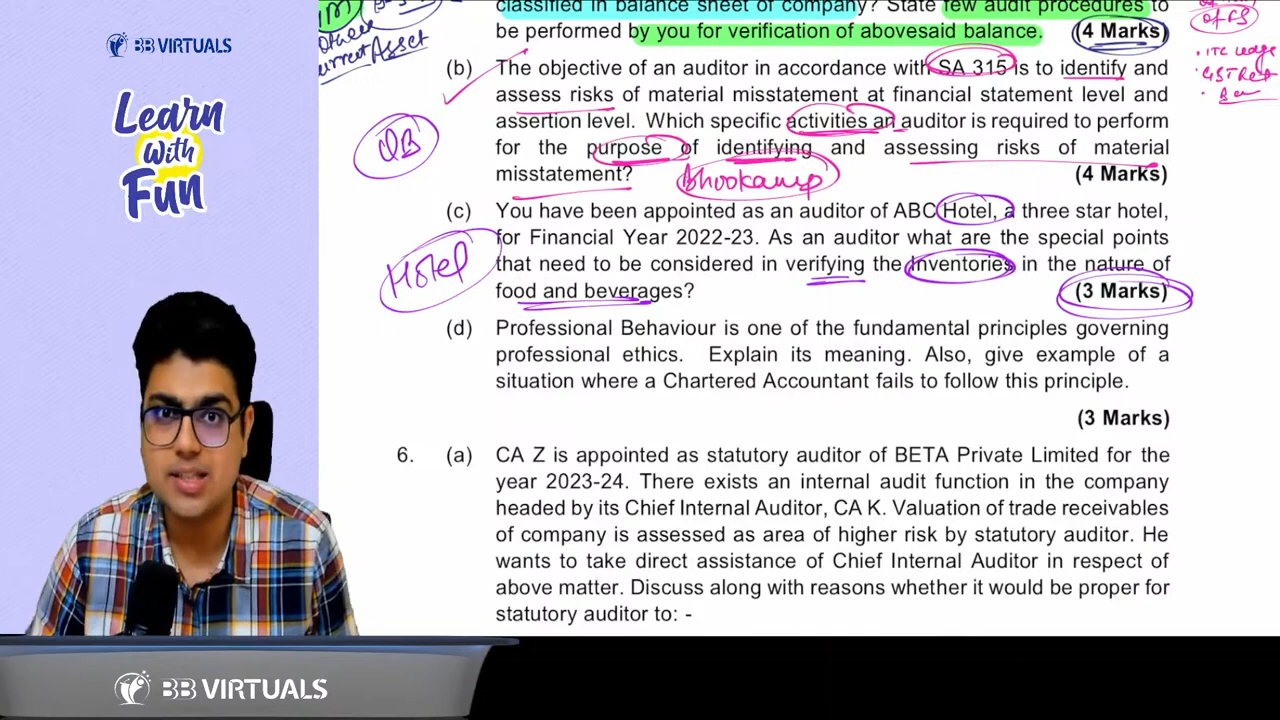 BB VIRTUALS
Learn
With
Fun
Other
Current Asset
classified in balance sheet of company? State few audit procedures to
be performed by you for verification of abovesaid balance. (4 Marks)
of FS
(b) The objective of an auditor in accordance with SA 315 is to identify and
assess risks of material misstatement at financial statement level and
assertion level. Which specific activities an auditor is required to perform
for the purpose of identifying and assessing risks of material
misstatement? (4 Marks)
Bhookamp
QB
• ITC Ledge
(c) You have been appointed as an auditor of ABC Hotel, a three star hotel,
for Financial Year 2022-23. As an auditor what are the special points
that need to be considered in verifying the Inventories in the nature of
food and beverages? (3 Marks)
Hotel
(d) Professional Behaviour is one of the fundamental principles governing
professional ethics. Explain its meaning. Also, give example of a
situation where a Chartered Accountant fails to follow this principle.
(3 Marks)
6. (a) CA Z is appointed as statutory auditor of BETA Private Limited for the
year 2023-24. There exists an internal audit function in the company
headed by its Chief Internal Auditor, CA K. Valuation of trade receivables
of company is assessed as area of higher risk by statutory auditor. He
wants to take direct assistance of Chief Internal Auditor in respect of
above matter. Discuss along with reasons whether it would be proper for
statutory auditor to: -
BB VIRTUALS